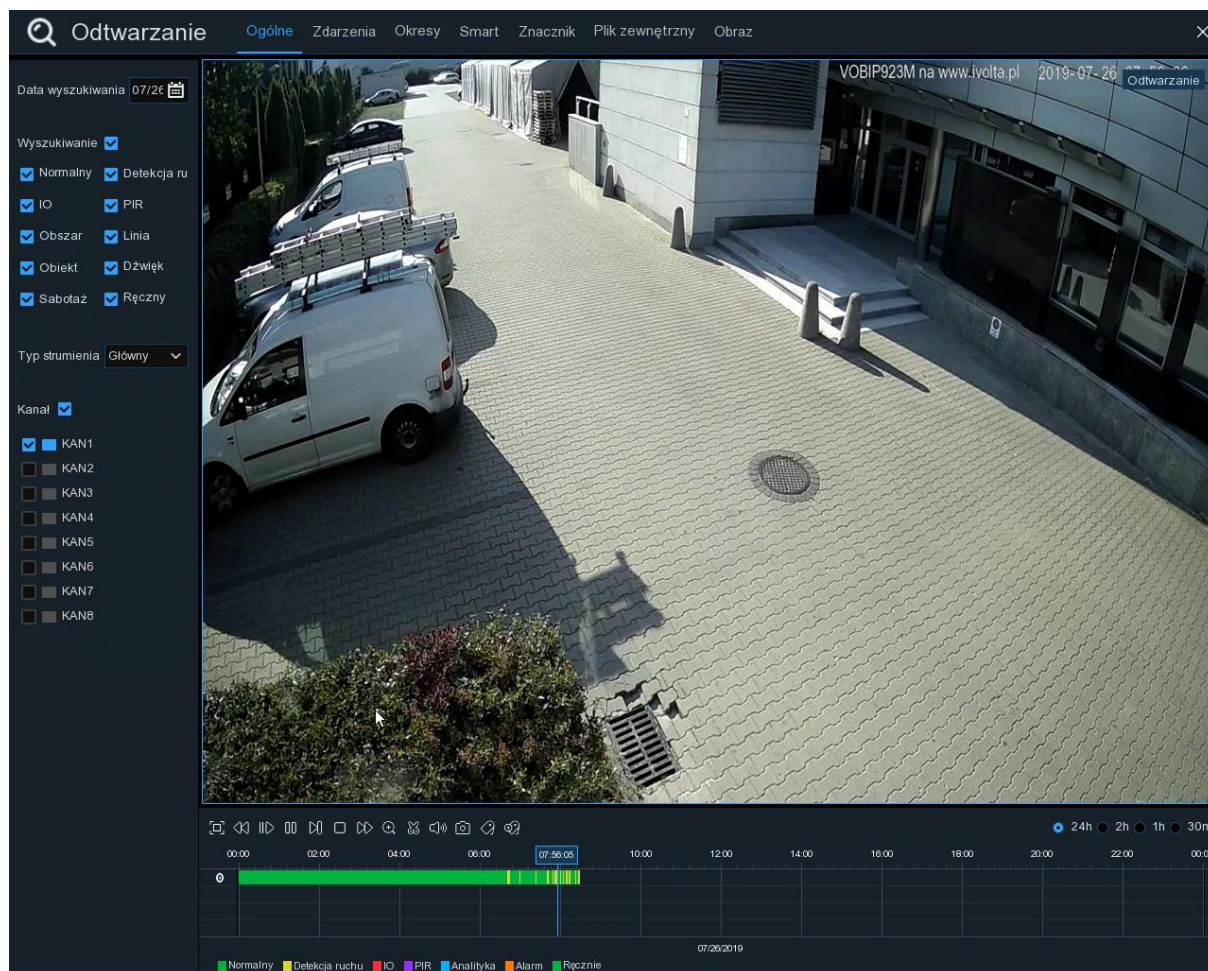 Odtwarzanie
Ogólne Zdarzenia Okresy Smart Znacznik Plik zewnętrzny Obraz
Data wyszukiwania 07/26
VOBIP923M na www.ivolta.pl 2019-07-26
Odtwarzanie
Wyszukiwanie
Normalny Detekcja ru
IO PIR
Obszar Linia
Obiekt Dźwięk
Sabotaż Ręczny
Typ strumienia Główny
Kanał
KAN1
KAN2
KAN3
KAN4
KAN5
KAN6
KAN7
KAN8
24h 2h 1h 30m
00:00 02:00 04:00 06:00 07:56:05 10:00 12:00 14:00 16:00 18:00 20:00 22:00 00:0
07/26/2019
Normalny Detekcja ruchu IO PIR Analityka Alarm Ręcznie